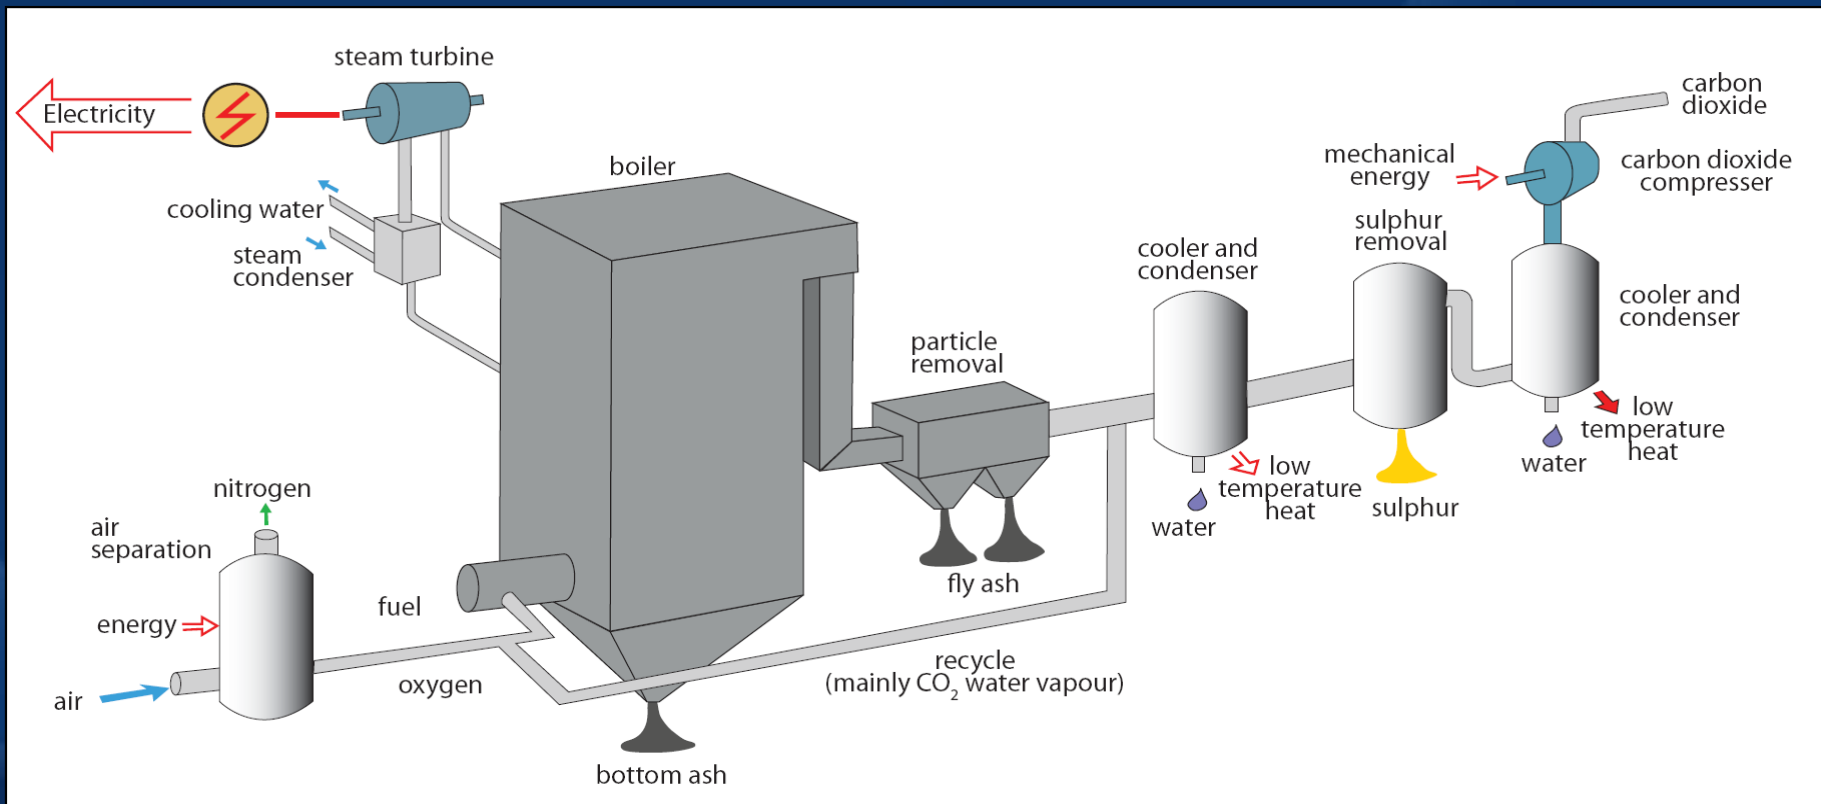 steam turbine
Electricity
cooling water
steam
condenser
boiler
nitrogen
air
separation
energy
air
fuel
oxygen
bottom ash
particle
removal
fly ash
recycle
(mainly CO₂ water vapour)
cooler and
condenser
low
temperature
heat
water
sulphur
removal
sulphur
mechanical
energy
carbon
dioxide
carbon dioxide
compresser
cooler and
condenser
low
temperature
heat
water